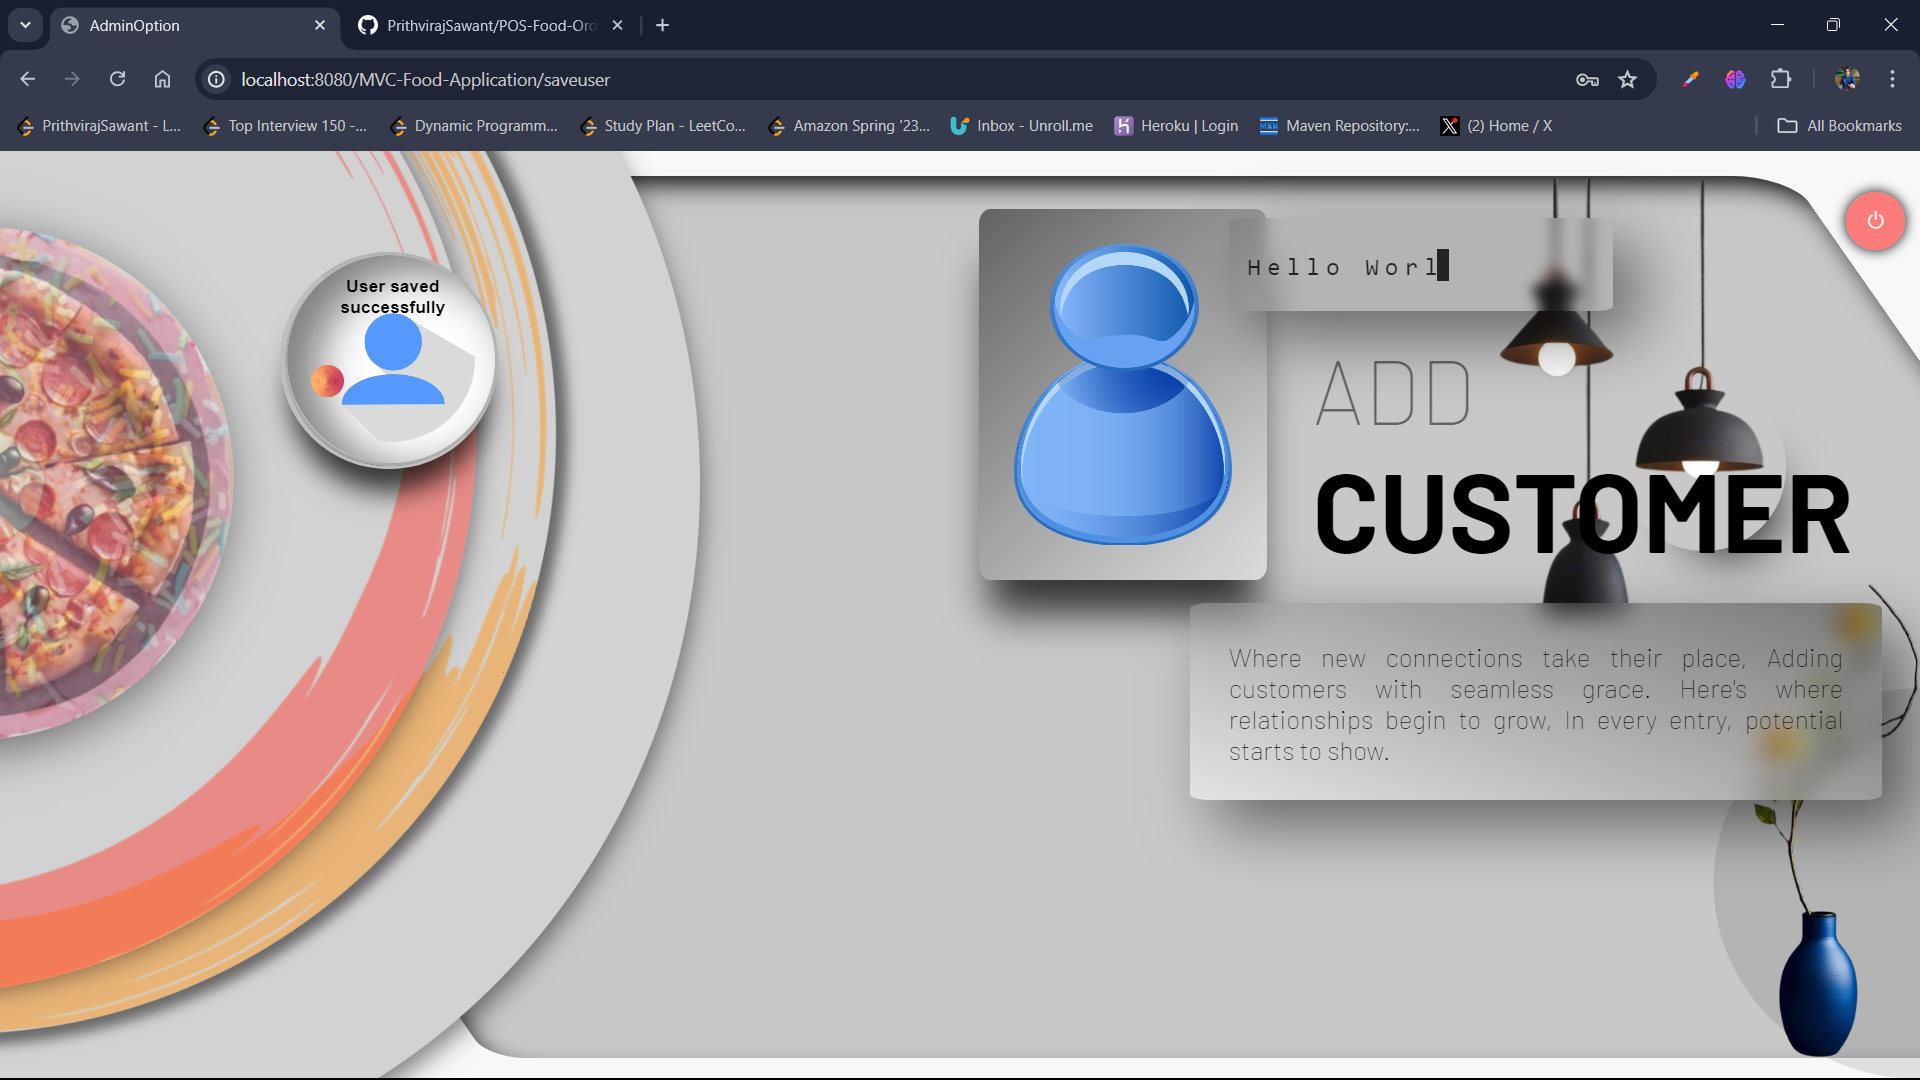 AdminOption
PrithvirajSawant/POS-Food-Ord
localhost:8080/MVC-Food-Application/saveuser
PrithvirajSawant - L...
Top Interview 150 -...
Dynamic Programm...
Study Plan - LeetCo...
Amazon Spring '23...
Inbox - Unroll.me
Heroku | Login
Maven Repository:...
(2) Home / X
All Bookmarks
User saved
successfully
Hello Worl
ADD
CUSTOMER
Where new connections take their place, Adding
customers with seamless grace. Here's where
relationships begin to grow, In every entry, potential
starts to show.